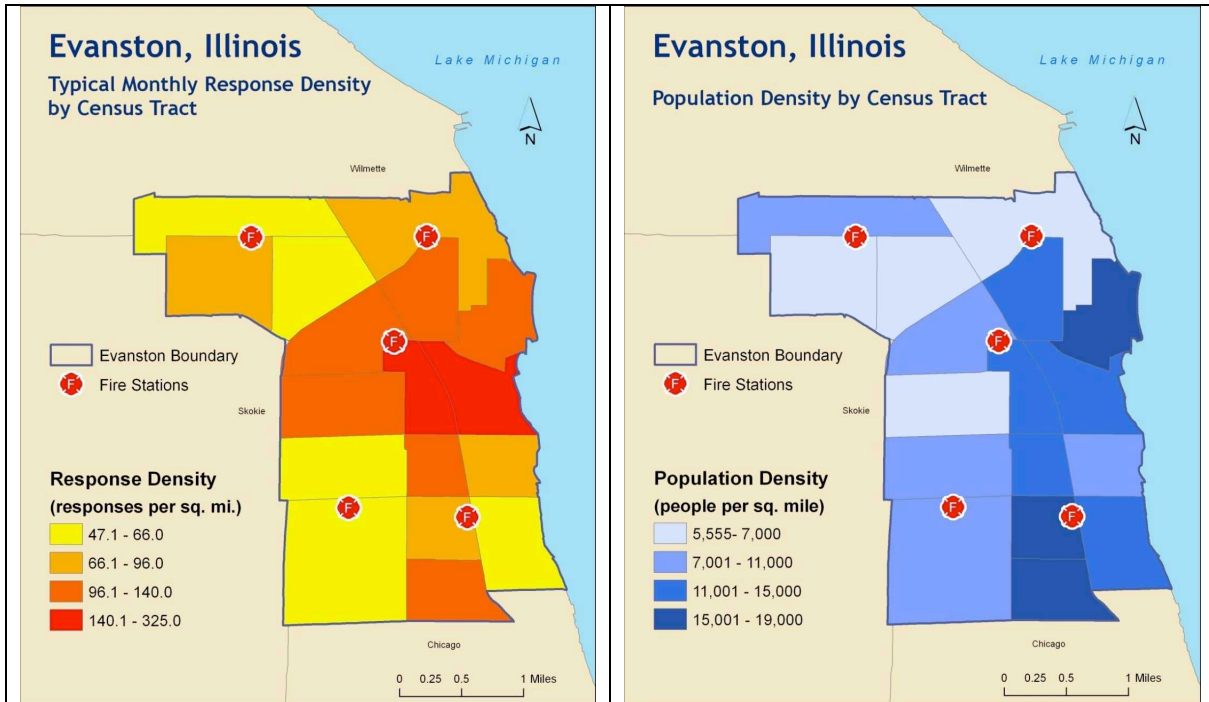 Evanston, Illinois
Typical Monthly Response Density
by Census Tract
Lake Michigan
N
Wilmette
F
F
F
Evanston Boundary
F
Fire Stations
Skokie
Response Density
(responses per sq. mi.)
F
F
47.1 - 66.0
66.1 - 96.0
96.1 - 140.0
140.1 - 325.0
Chicago
0 0.25 0.5 1 Miles
Evanston, Illinois
Population Density by Census Tract
Lake Michigan
N
Wilmette
F
F
F
Evanston Boundary
F
Fire Stations
Skokie
Population Density
(people per sq. mile)
F
F
5,555- 7,000
7,001 - 11,000
11,001 - 15,000
15,001 - 19,000
Chicago
0 0.25 0.5 1 Miles